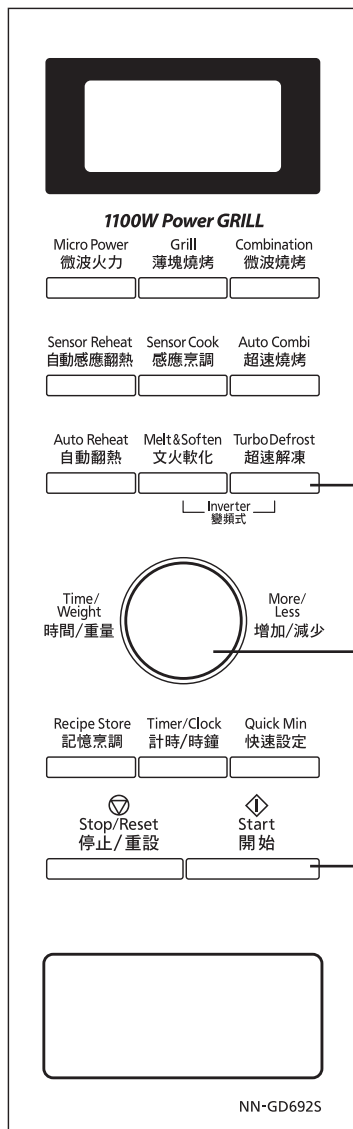 1100W Power GRILL
Micro Power
微波火力
Grill
薄塊燒烤
Combination
微波燒烤
Sensor Reheat
自動感應翻熱
Sensor Cook
感應烹調
Auto Combi
超速燒烤
Auto Reheat
自動翻熱
Melt&Soften
文火軟化
TurboDefrost
超速解凍
Inverter
變頻式
Time/
Weight
時間/重量
More/
Less
增加/減少
Recipe Store
記憶烹調
Timer/Clock
計時/時鐘
Quick Min
快速設定
Stop/Reset
停止/重設
Start
開始
NN-GD692S